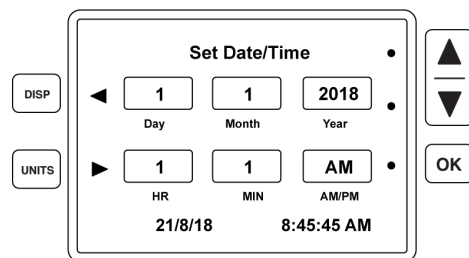 Set Date/Time
DISP
1 1 2018
Day Month Year
UNITS
1 1 AM
OK
HR MIN AM/PM
21/8/18 8:45:45 AM